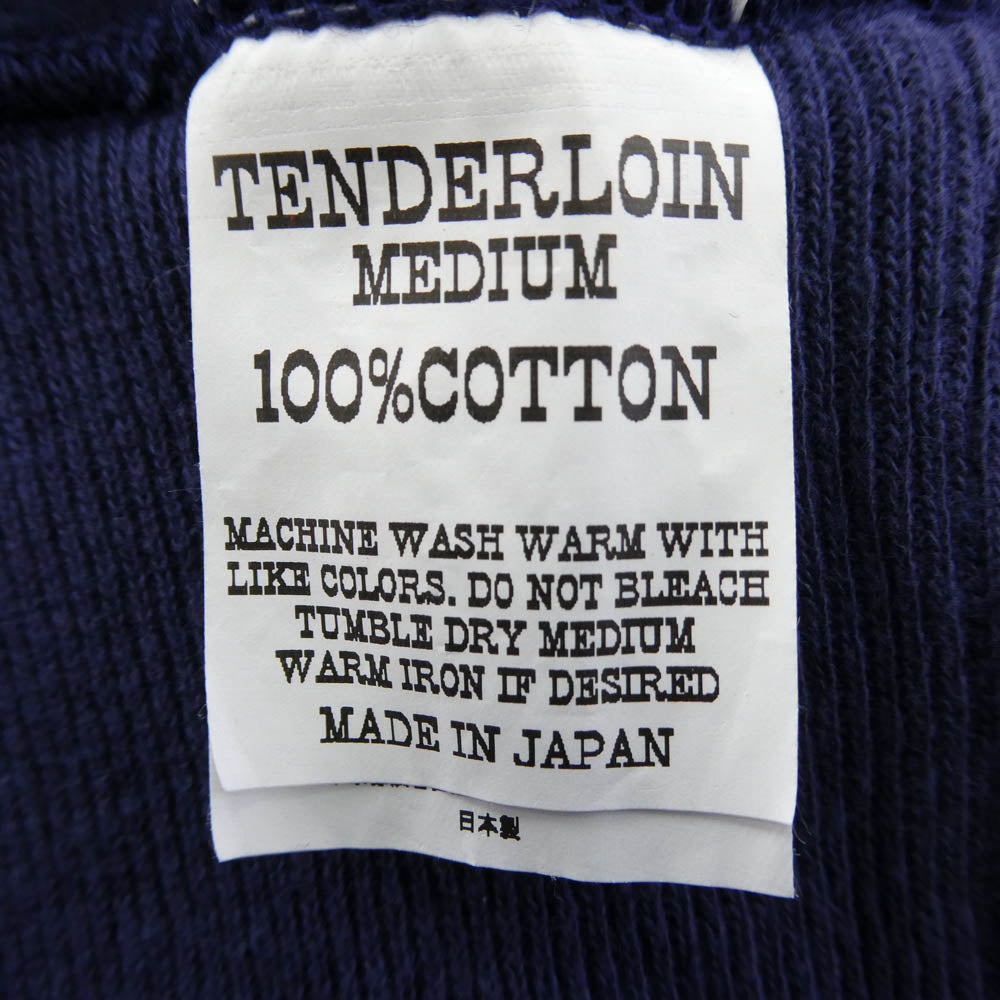 TENDERLOIN
MEDIUM
100%COTTON
MACHINE WASH WARM WITH
LIKE COLORS. DO NOT BLEACH
TUMBLE DRY MEDIUM
WARM IRON IF DESIRED
MADE IN JAPAN
日本製